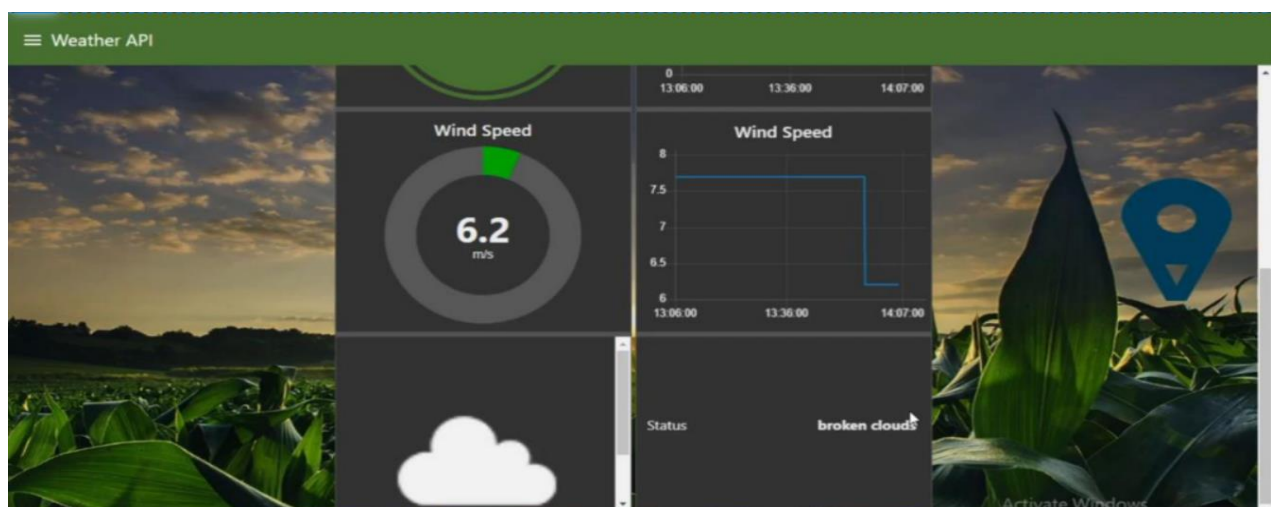 Weather API
0
13:06:00 13:36:00 14:07:00
Wind Speed
6.2
m/s
Wind Speed
8
7.5
7
6.5
6
13:06:00 13:36:00 14:07:00
Status broken clouds
Activate Windows